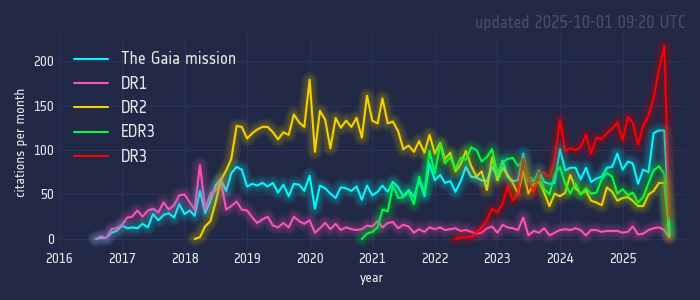 updated 2025-10-01 09:20 UTC
200
150
100
50
0
citations per month
The Gaia mission
DR1
DR2
EDR3
DR3
2016 2017 2018 2019 2020 2021 2022 2023 2024 2025
year